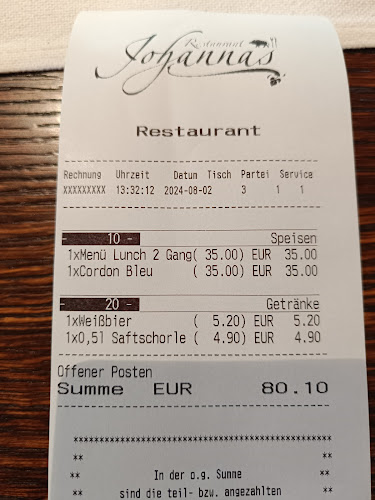 Restaurant
Johannas
Restaurant
Rechnung Uhrzeit Datum Tisch Partei Service
XXXXXXXXX 13:32:12 2024-08-02 3 1 1
- 10 - Speisen
1xMenü Lunch 2 Gang( 35.00) EUR 35.00
1xCordon Bleu ( 35.00) EUR 35.00
- 20 - Getränke
1xWeißbier ( 5.20) EUR 5.20
1x0,5l Saftschorle ( 4.90) EUR 4.90
Offener Posten
Summe EUR 80.10
**********************************************
** **
** In der o.g. Summe **
** sind die teil- bzw. angezahlten **